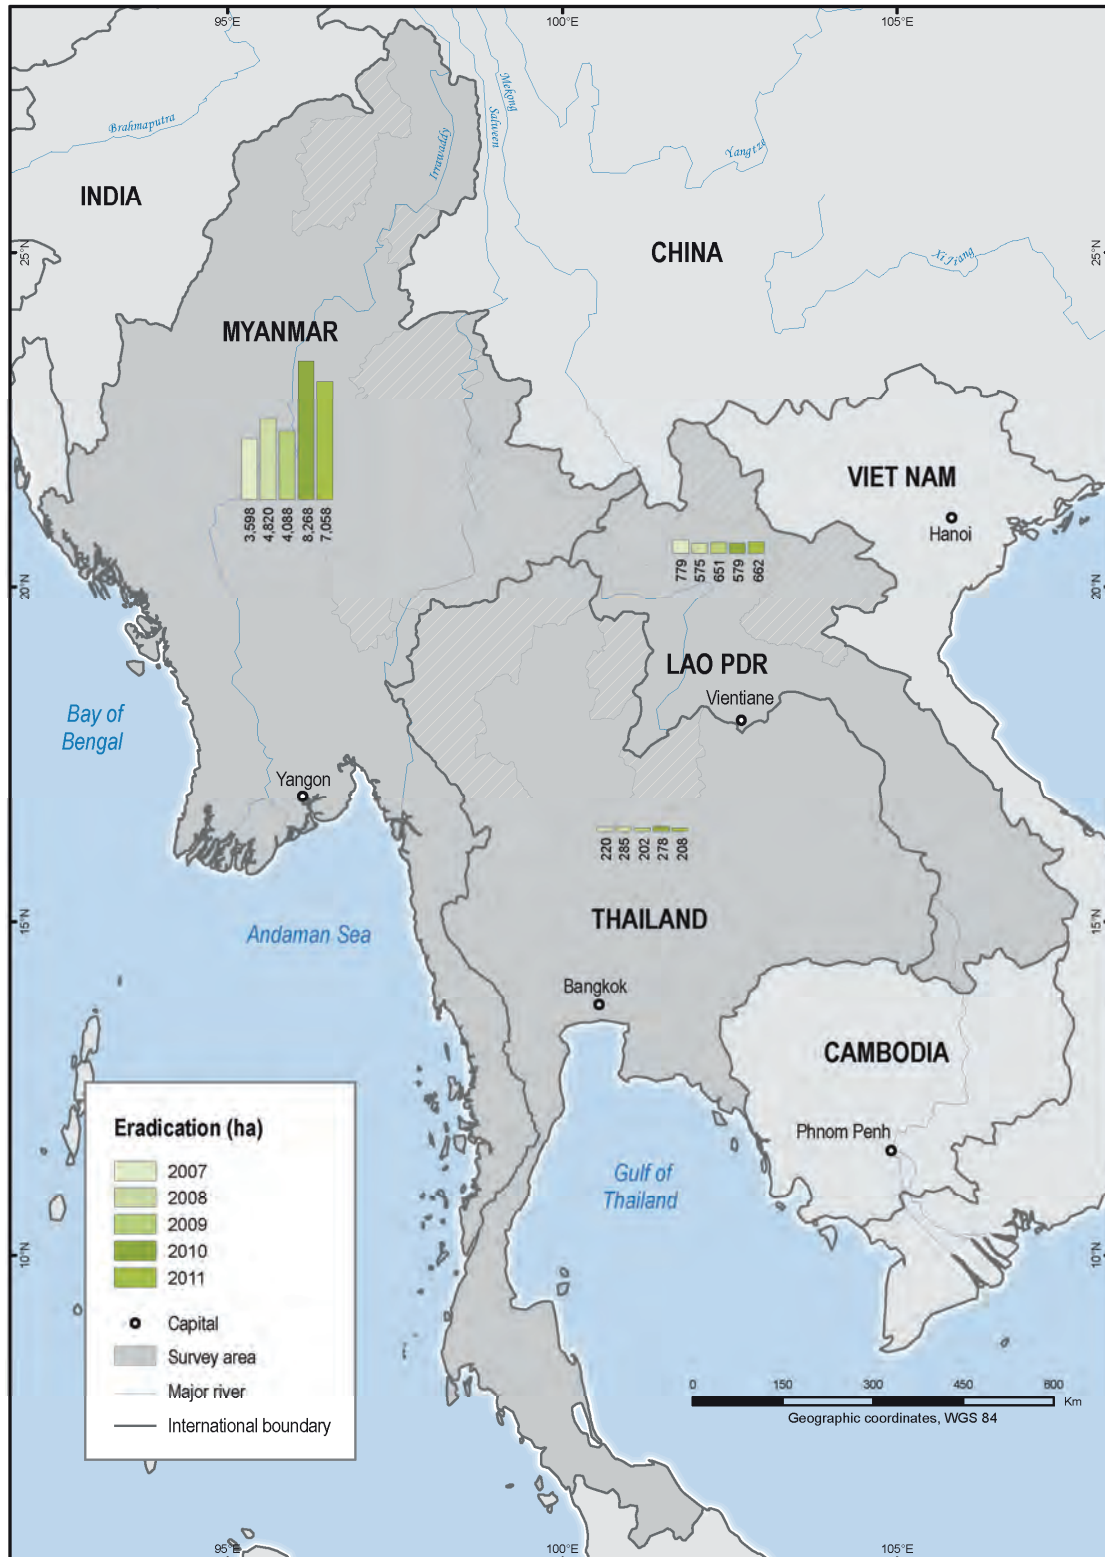 95°E
100°E
105°E
Brahmaputra
Irrawaddy
Salween
Mekong
Yangtze
INDIA
CHINA
25°N
25°N
Xi Jiang
MYANMAR
3,598
4,820
4,088
8,268
7,058
VIET NAM
Hanoi
779
575
651
579
662
20°N
20°N
LAO PDR
Vientiane
Bay of
Bengal
Yangon
220
285
202
278
208
THAILAND
15°N
15°N
Andaman Sea
Bangkok
CAMBODIA
Phnom Penh
Gulf of
Thailand
Eradication (ha)
2007
2008
2009
2010
2011
Capital
Survey area
Major river
International boundary
10°N
10°N
0 150 300 450 600
Km
Geographic coordinates, WGS 84
95°E
100°E
105°E